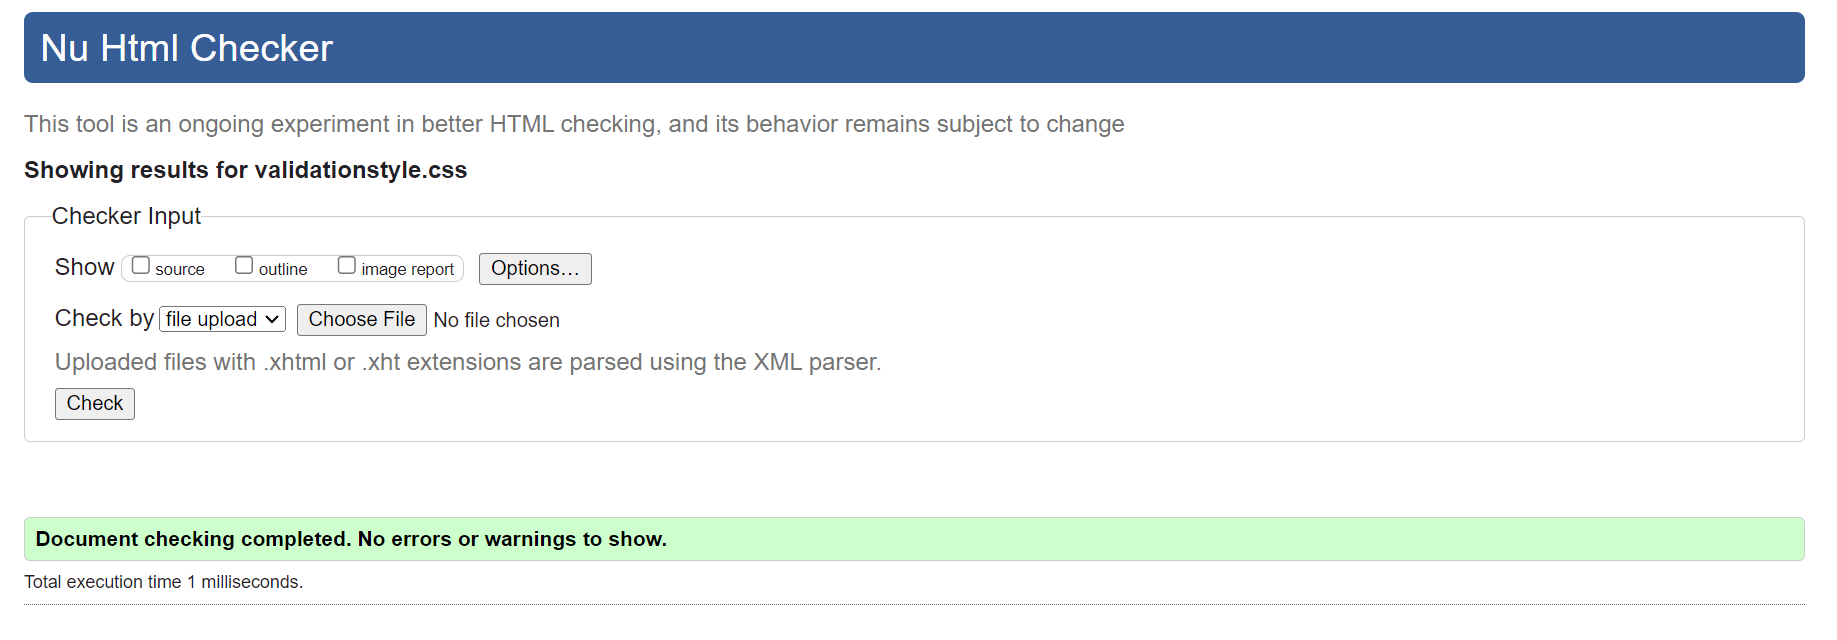 Nu Html Checker
This tool is an ongoing experiment in better HTML checking, and its behavior remains subject to change
Showing results for validationstyle.css
Checker Input
Show source outline image report Options...
Check by file upload Choose File No file chosen
Uploaded files with .xhtml or .xht extensions are parsed using the XML parser.
Check
Document checking completed. No errors or warnings to show.
Total execution time 1 milliseconds.